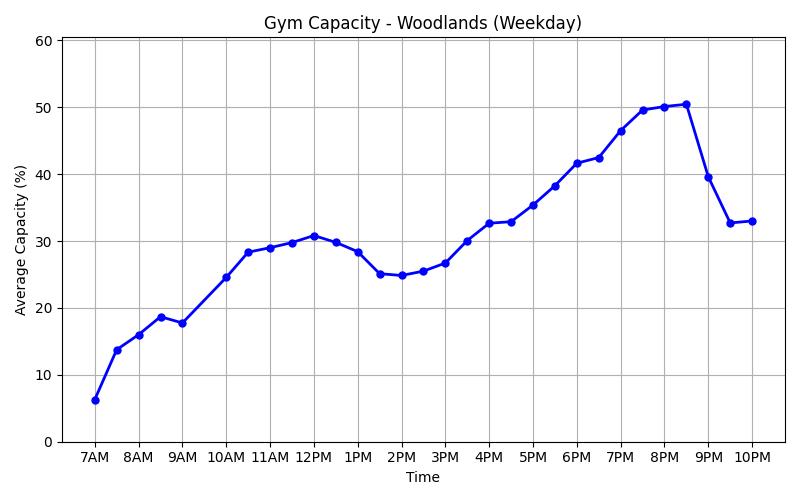 Gym Capacity - Woodlands (Weekday)
60
50
40
30
20
10
0
Average Capacity (%)
7AM 8AM 9AM 10AM 11AM 12PM 1PM 2PM 3PM 4PM 5PM 6PM 7PM 8PM 9PM 10PM
Time